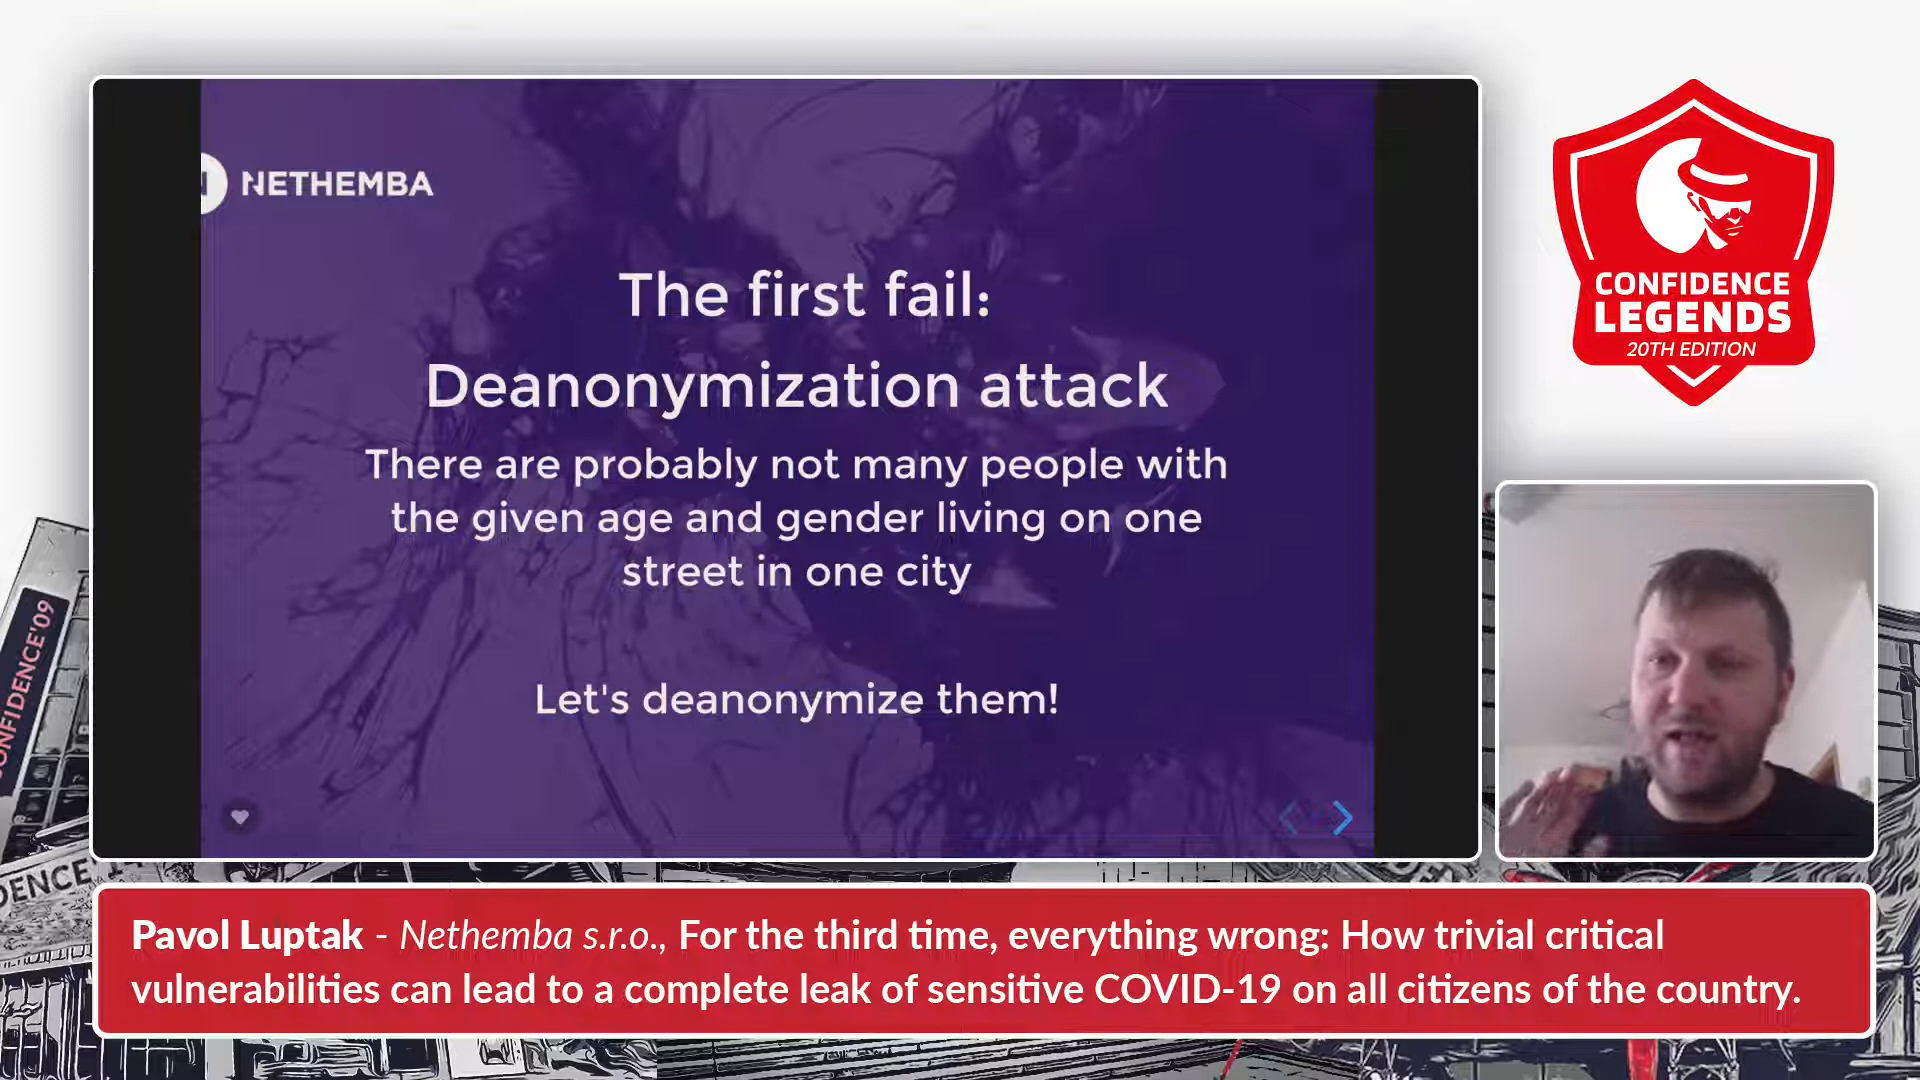 NETHEMBA
The first fail:
Deanonymization attack
There are probably not many people with
the given age and gender living on one
street in one city
Let's deanonymize them!
CONFIDENCE
LEGENDS
20TH EDITION
CONFIDENCE'09
Pavol Luptak - Nethemba s.r.o., For the third time, everything wrong: How trivial critical
vulnerabilities can lead to a complete leak of sensitive COVID-19 on all citizens of the country.